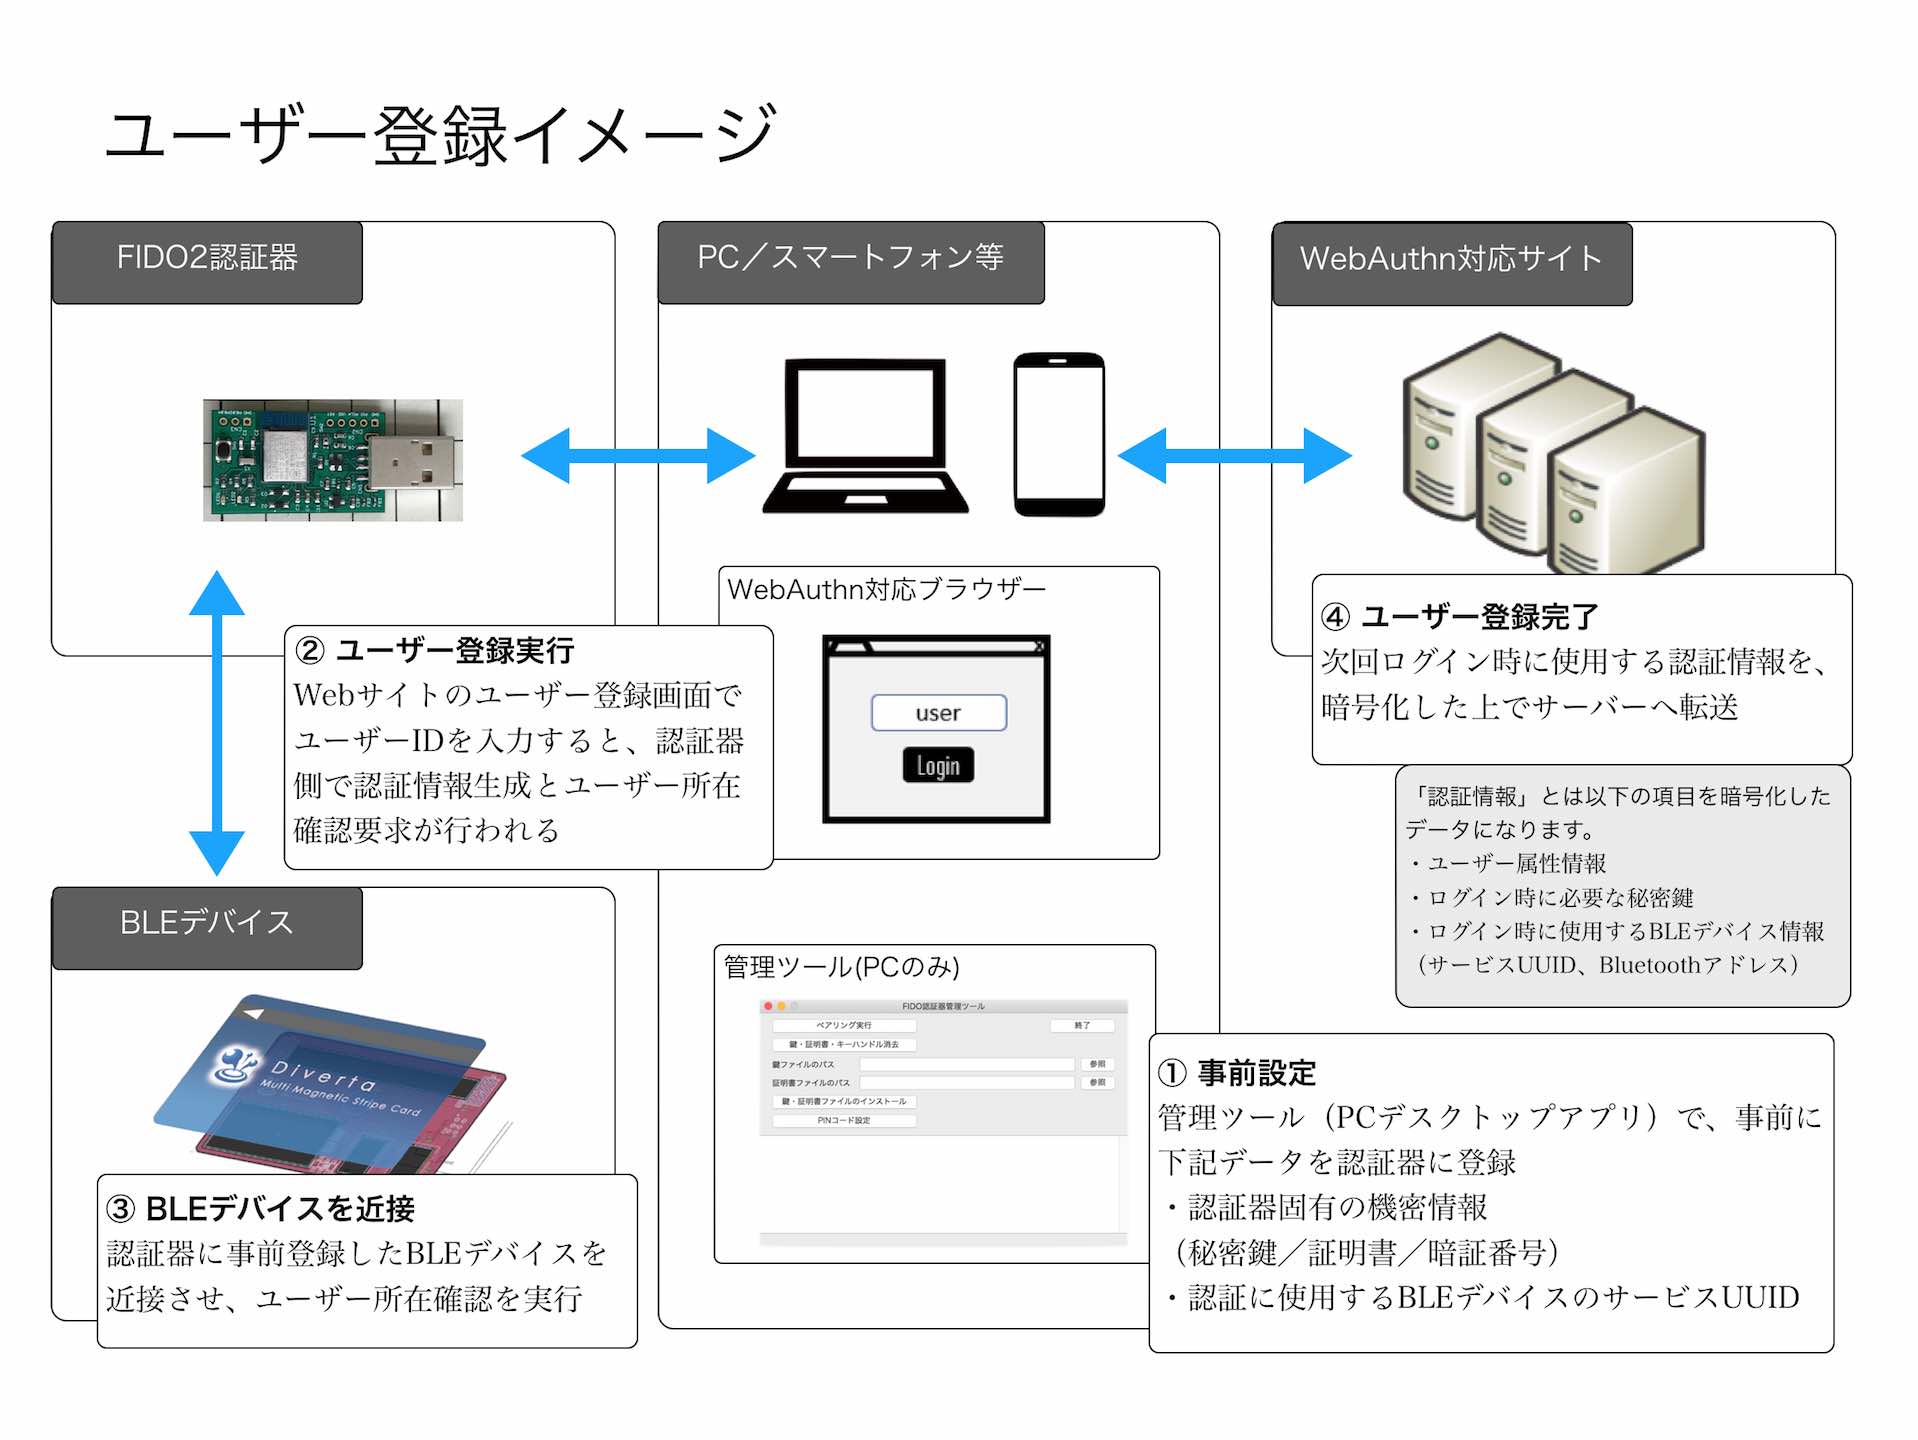 ユーザー登録イメージ
FIDO2認証器
PC／スマートフォン等
WebAuthn対応サイト
WebAuthn対応ブラウザー
user
Login
② ユーザー登録実行
Webサイトのユーザー登録画面で
ユーザーIDを入力すると、認証器
側で認証情報生成とユーザー所在
確認要求が行われる
④ ユーザー登録完了
次回ログイン時に使用する認証情報を、
暗号化した上でサーバーへ転送
「認証情報」とは以下の項目を暗号化した
データになります。
・ユーザー属性情報
・ログイン時に必要な秘密鍵
・ログイン時に使用するBLEデバイス情報
（サービスUUID、Bluetoothアドレス）
BLEデバイス
Diverta
Multi Magnetic Stripe Card
③ BLEデバイスを近接
認証器に事前登録したBLEデバイスを
近接させ、ユーザー所在確認を実行
管理ツール(PCのみ)
FIDO認証器管理ツール
ペアリング実行
終了
鍵・証明書・キーハンドル消去
鍵ファイルのパス
参照
証明書ファイルのパス
参照
鍵・証明書ファイルのインストール
PINコード設定
① 事前設定
管理ツール（PCデスクトップアプリ）で、事前に
下記データを認証器に登録
・認証器固有の機密情報
（秘密鍵／証明書／暗証番号）
・認証に使用するBLEデバイスのサービスUUID